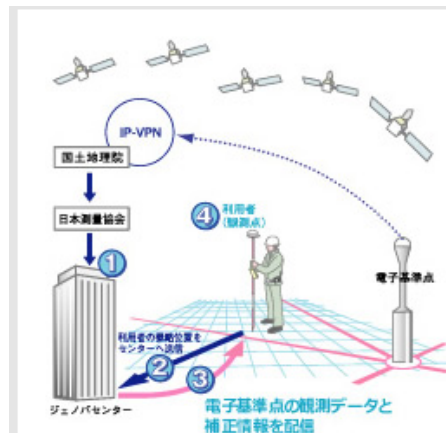 IP-VPN
国土地理院
日本測量協会
①
④
利用者
(観測点)
電子基準点
利用者の概略位置を
センターへ送信
②
③
ジェノバセンター
電子基準点の観測データと
補正情報を配信